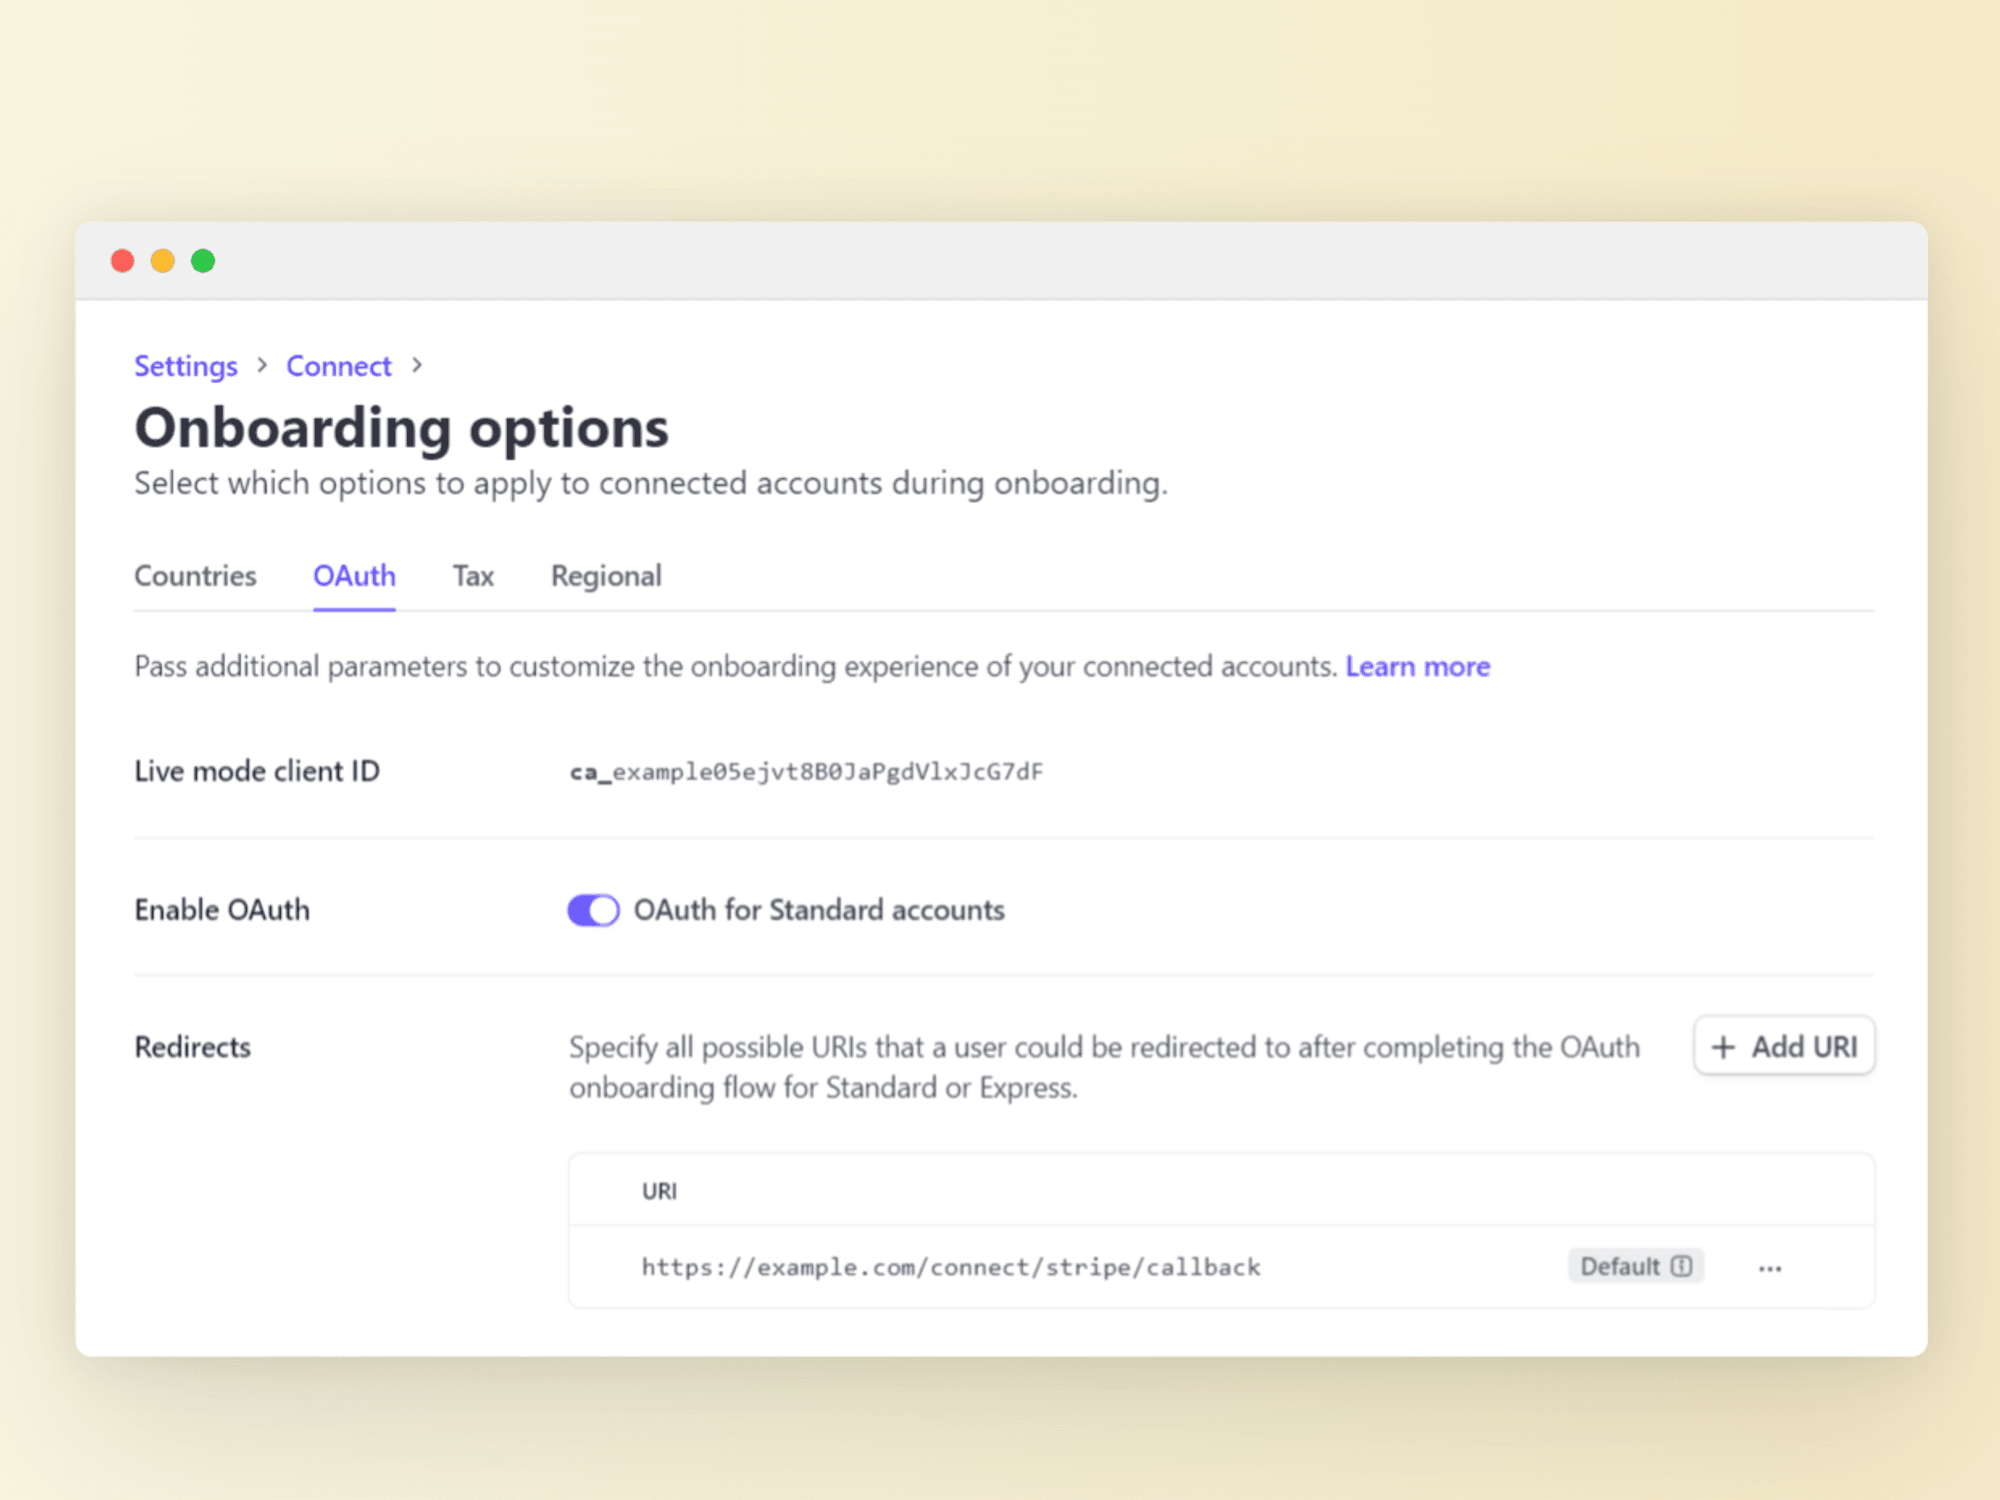 Settings > Connect >
Onboarding options
Select which options to apply to connected accounts during onboarding.
Countries OAuth Tax Regional
Pass additional parameters to customize the onboarding experience of your connected accounts. Learn more
Live mode client ID ca_example05ejvt8B0JaPgdVlxJcG7dF
Enable OAuth OAuth for Standard accounts
Redirects Specify all possible URIs that a user could be redirected to after completing the OAuth + Add URI
onboarding flow for Standard or Express.
URI
https://example.com/connect/stripe/callback Default ...